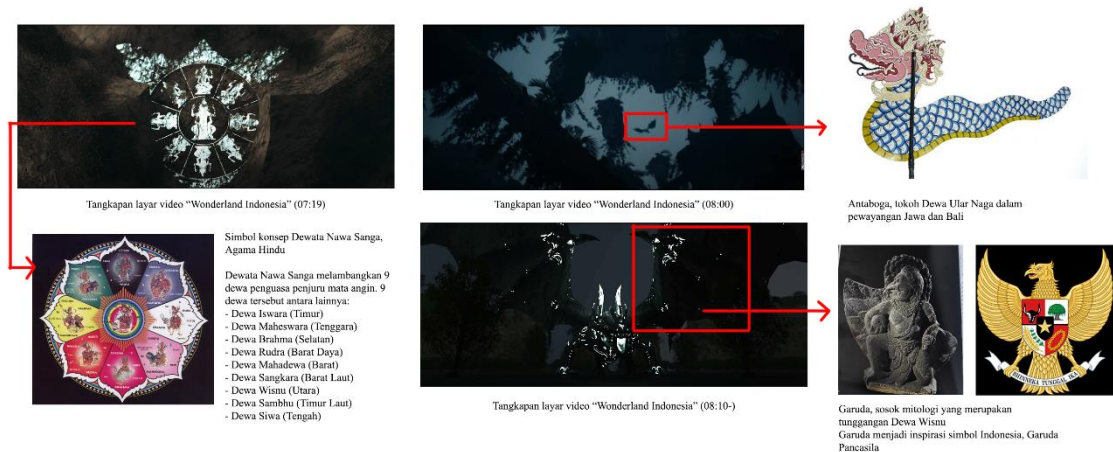 Tangkapan layar video “Wonderland Indonesia” (07:19)
Tangkapan layar video “Wonderland Indonesia” (08:00)
Antaboga, tokoh Dewa Ular Naga dalam
pewayangan Jawa dan Bali
Simbol konsep Dewata Nawa Sanga,
Agama Hindu
Dewata Nawa Sanga melambangkan 9
dewa penguasa penjuru mata angin. 9
dewa tersebut antara lainnya:
- Dewa Iswara (Timur)
- Dewa Maheswara (Tenggara)
- Dewa Brahma (Selatan)
- Dewa Rudra (Barat Daya)
- Dewa Mahadewa (Barat)
- Dewa Sangkara (Barat Laut)
- Dewa Wisnu (Utara)
- Dewa Sambhu (Timur Laut)
- Dewa Siwa (Tengah)
Tangkapan layar video “Wonderland Indonesia” (08:10-)
BHINNEKA TUNGGAL IKA
Garuda, sosok mitologi yang merupakan
tunggangan Dewa Wisnu
Garuda menjadi inspirasi simbol Indonesia, Garuda
Pancasila